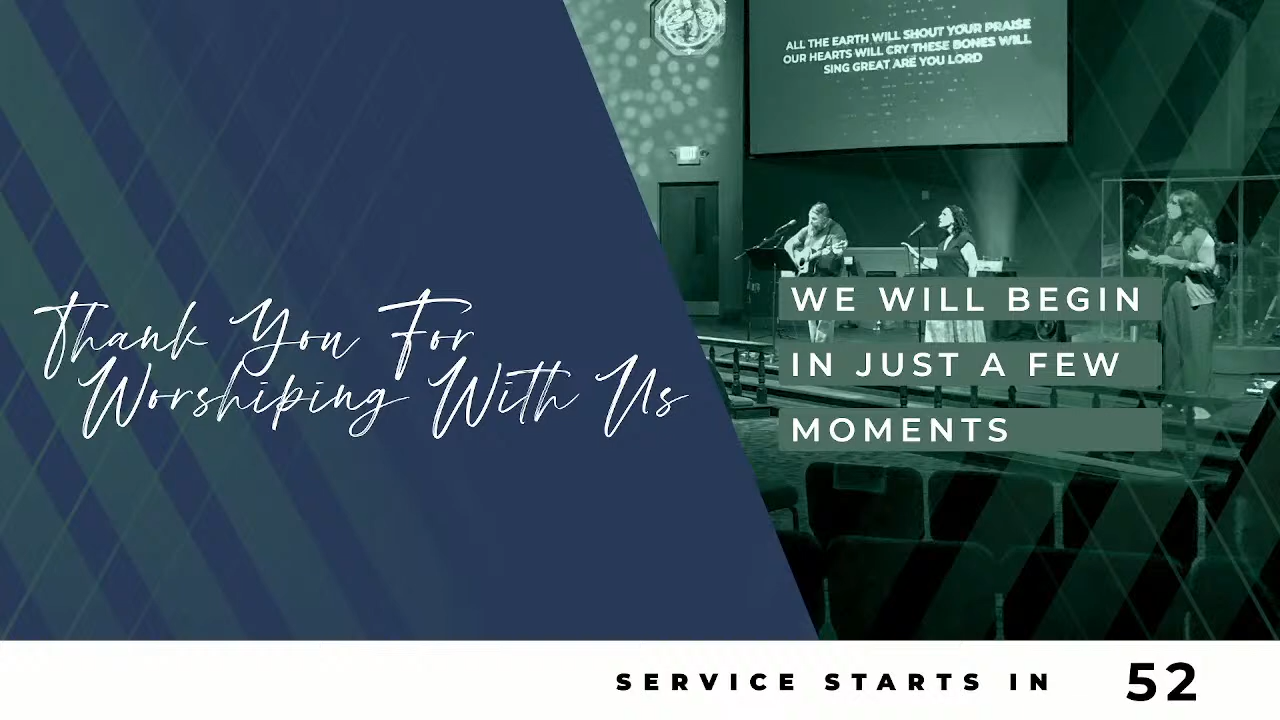 ALL THE EARTH WILL SHOUT YOUR PRAISE
OUR HEARTS WILL CRY THESE BONES WILL
SING GREAT ARE YOU LORD
Thank You For
Worshiping With Us
WE WILL BEGIN
IN JUST A FEW
MOMENTS
SERVICE STARTS IN 52